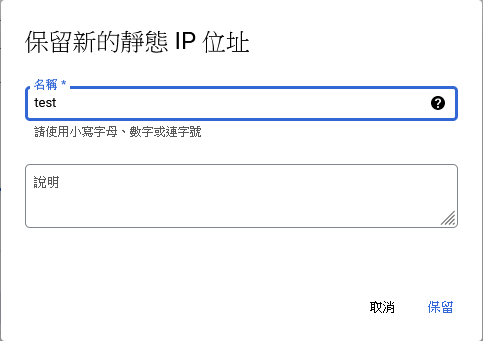 保留新的靜態 IP 位址
名稱 *
test
請使用小寫字母、數字或連字號
說明
取消
保留